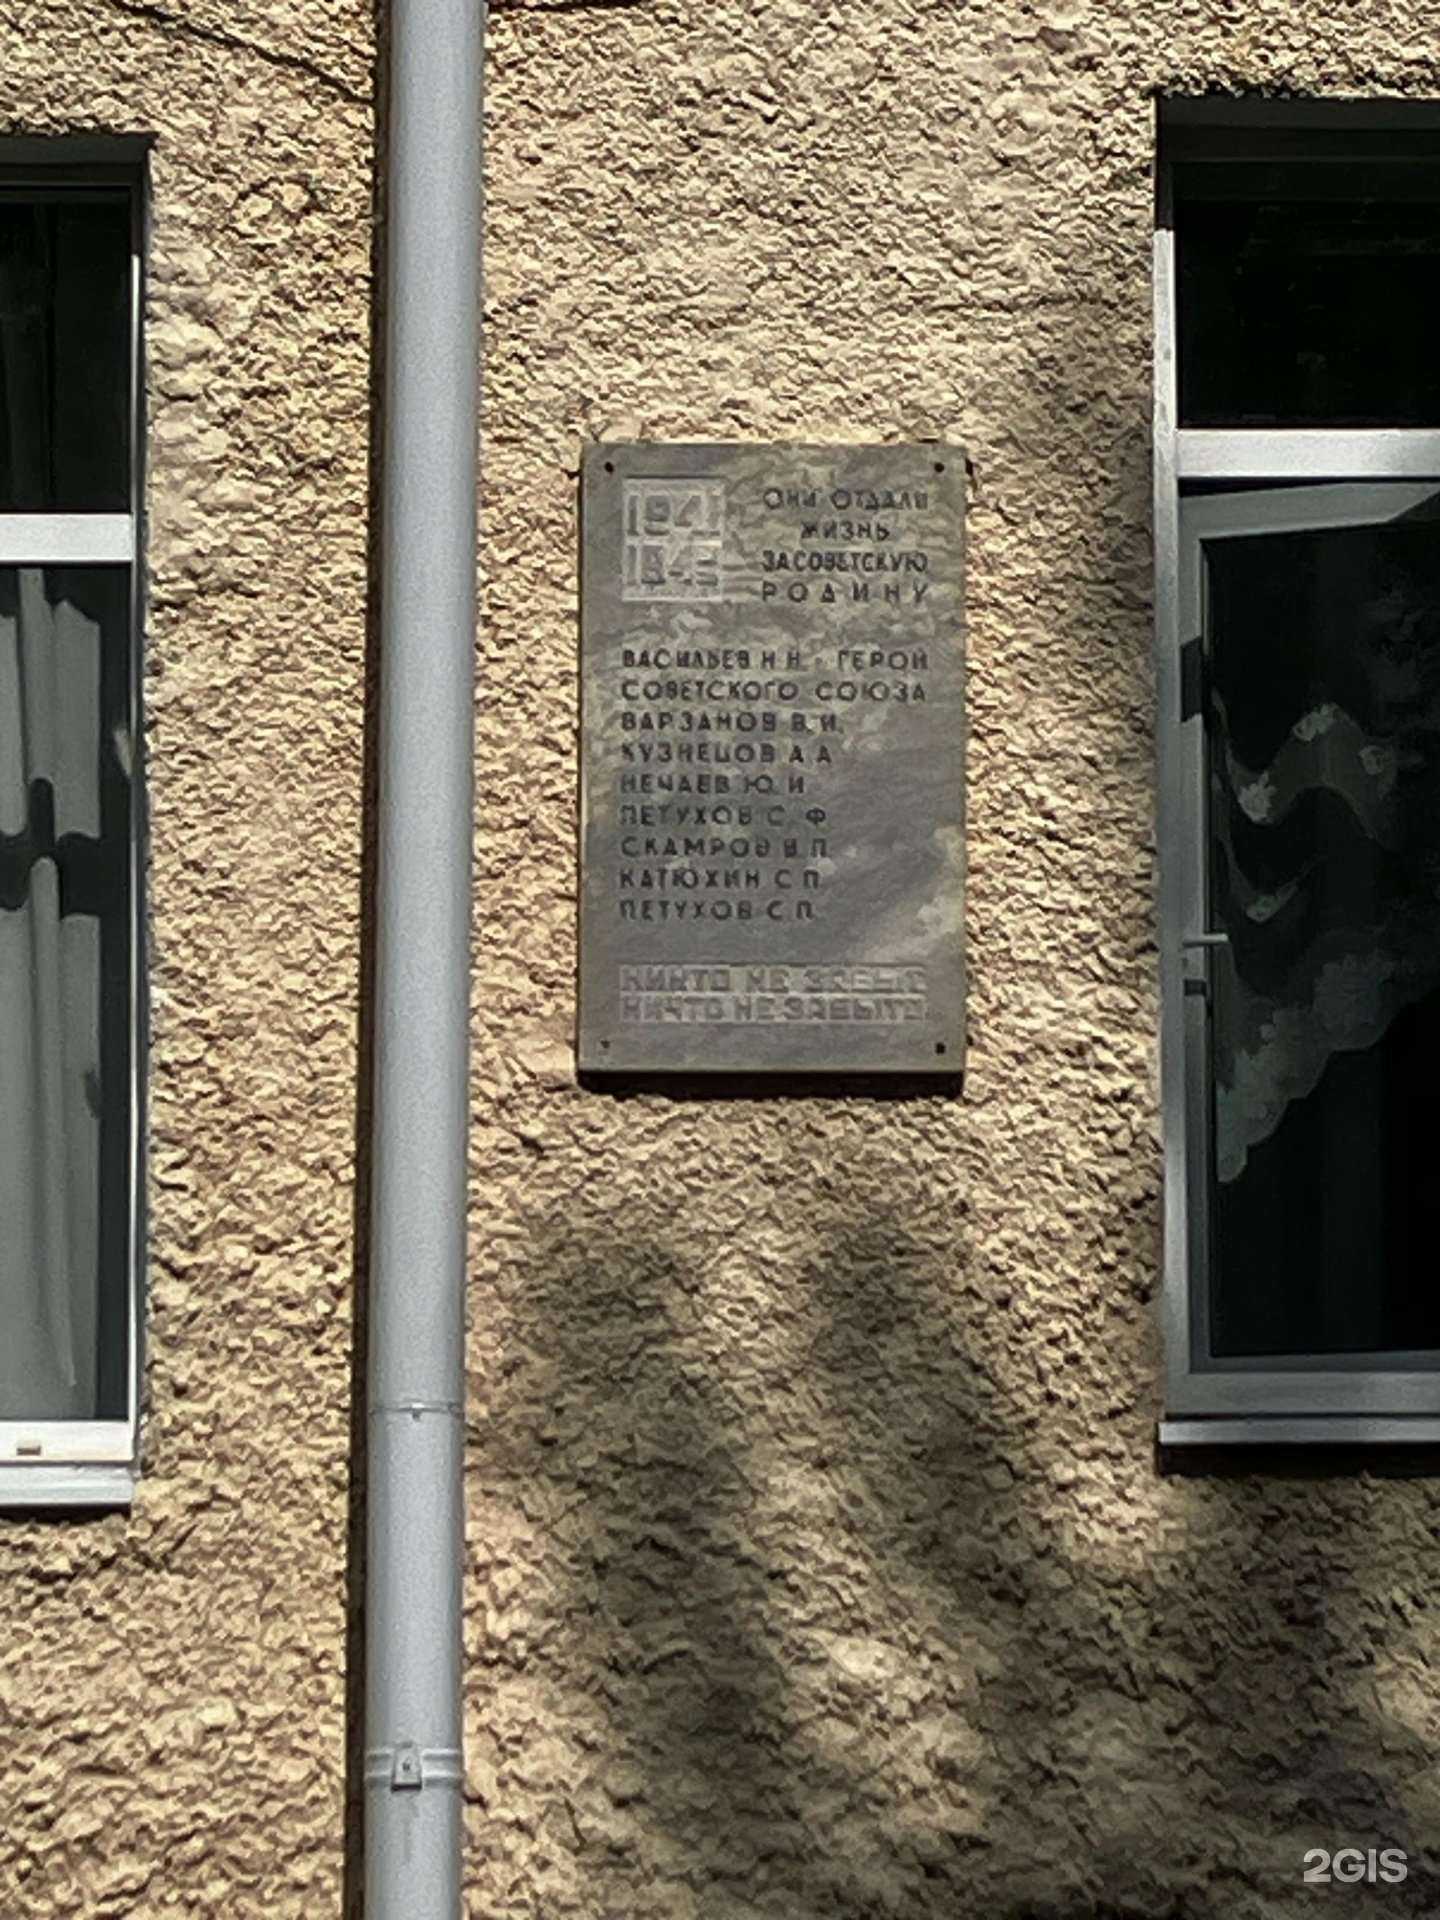 1941
1945
ОНИ ОТДАЛИ
ЖИЗНЬ
ЗА СОВЕТСКУЮ
РОДИНУ
ВАСИЛЬЕВ Н.Н. - ГЕРОЙ
СОВЕТСКОГО СОЮЗА
ВАРЗАНОВ В.И.
КУЗНЕЦОВ А.А.
НЕЧАЕВ Ю.И.
ПЕТУХОВ С.Ф.
СКАМРОВ В.П.
КАТЮХИН С.П.
ПЕТУХОВ С.П.
НИКТО НЕ ЗАБЫТ
НИЧТО НЕ ЗАБЫТО
2GIS